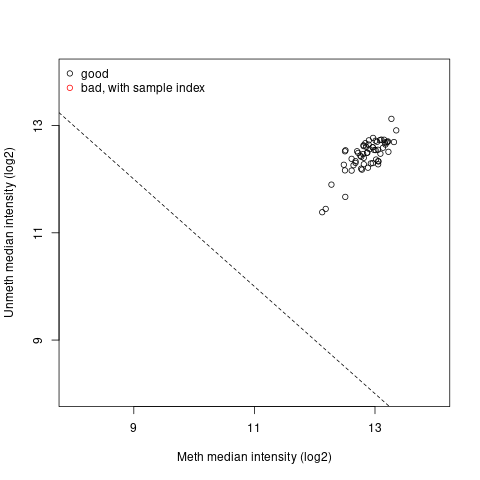 good
bad, with sample index
Unmeth median intensity (log2)
13
11
9
9
11
13
Meth median intensity (log2)